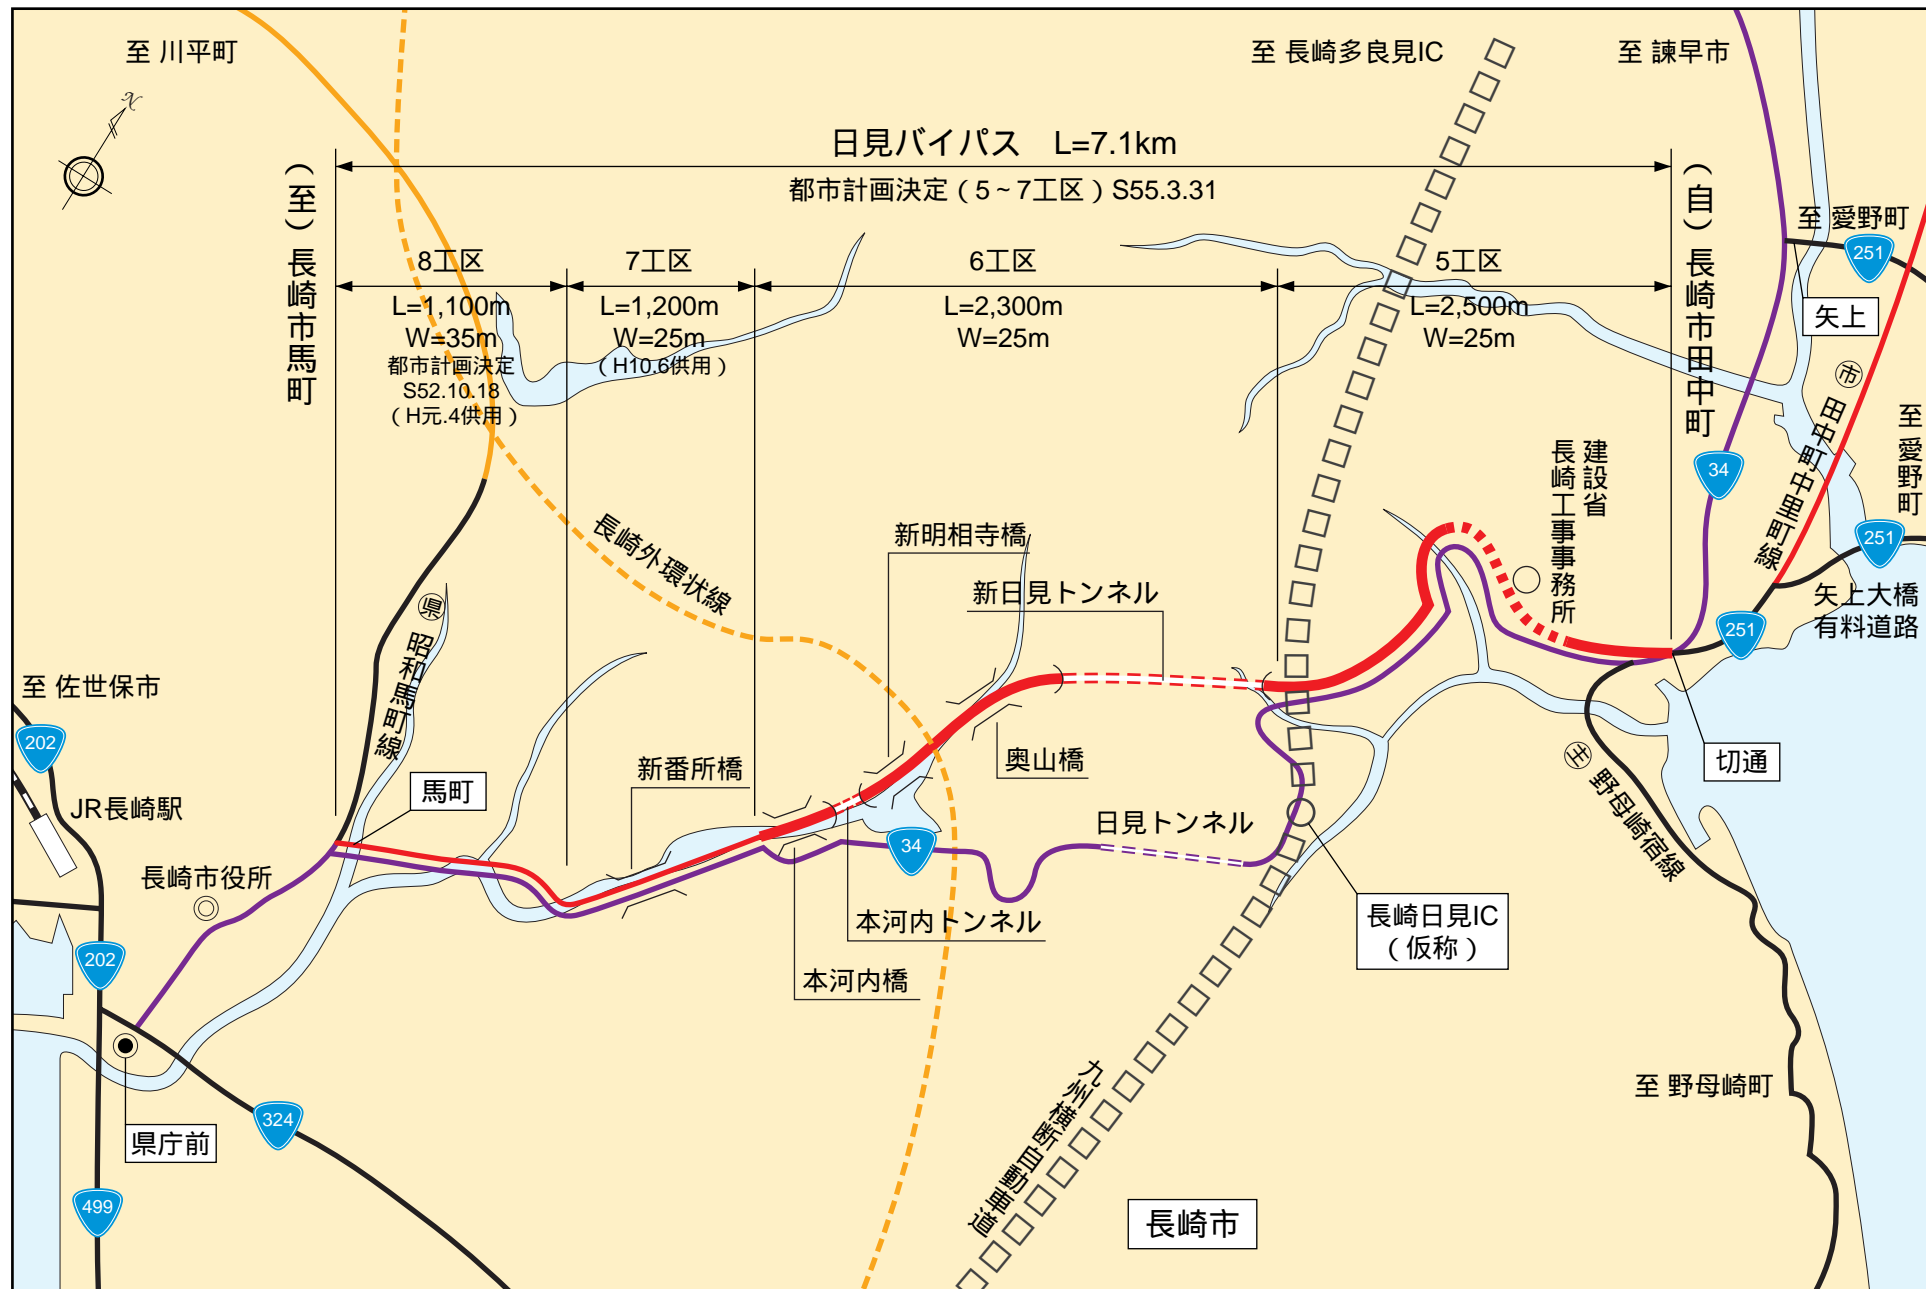 至 川平町
至 長崎多良見IC
至 諫早市
N
日見バイパス L=7.1km
都市計画決定（5～7工区）S55.3.31
（至）長崎市馬町
（自）長崎市田中町
8工区
L=1,100m
W=35m
都市計画決定
S52.10.18
（H元.4供用）
7工区
L=1,200m
W=25m
（H10.6供用）
6工区
L=2,300m
W=25m
5工区
L=2,500m
W=25m
至 愛野町
251
矢上
市 田中町中里町線
至 愛野町
34
251
矢上大橋
有料道路
251
建設省
長崎工事事務所
長崎外環状線
新明相寺橋
新日見トンネル
県 昭和馬町線
至 佐世保市
202
JR長崎駅
馬町
新番所橋
奥山橋
切通
主 野母崎宿線
長崎市役所
34
日見トンネル
本河内トンネル
本河内橋
長崎日見IC
（仮称）
202
県庁前
324
499
九州横断自動車道
至 野母崎町
長崎市